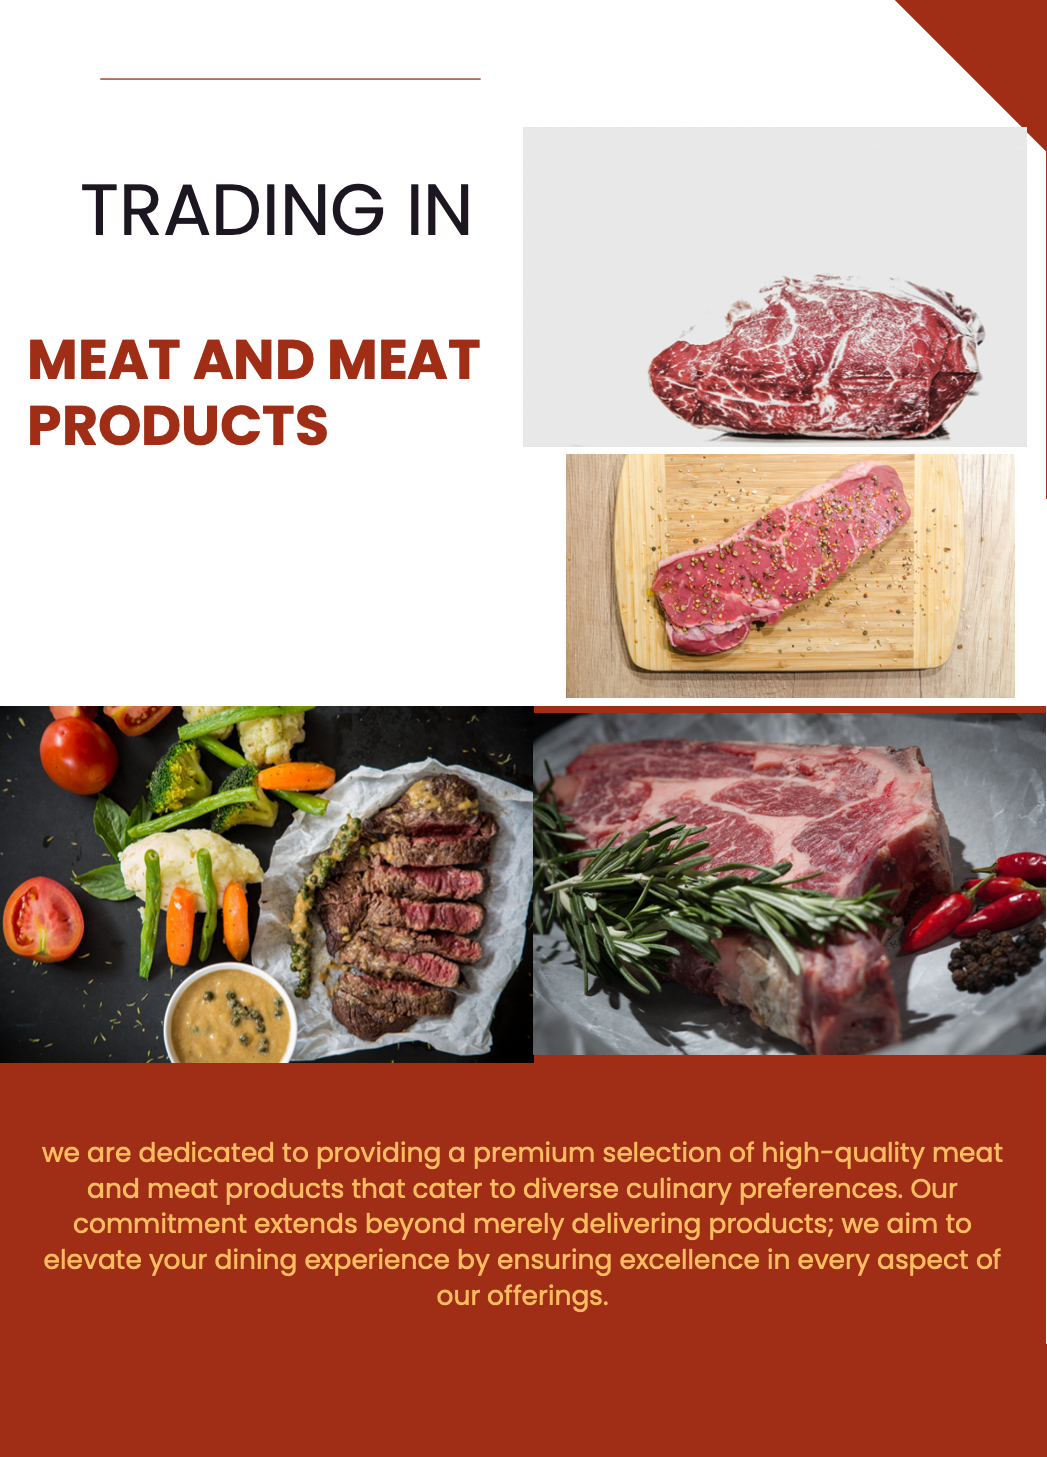 TRADING IN
MEAT AND MEAT
PRODUCTS
we are dedicated to providing a premium selection of high-quality meat
and meat products that cater to diverse culinary preferences. Our
commitment extends beyond merely delivering products; we aim to
elevate your dining experience by ensuring excellence in every aspect of
our offerings.